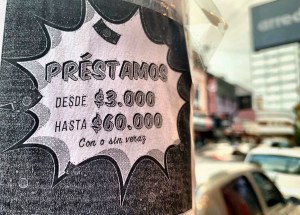 PRÉSTAMOS
DESDE $3.000
HASTA $60.000
Con o sin veraz